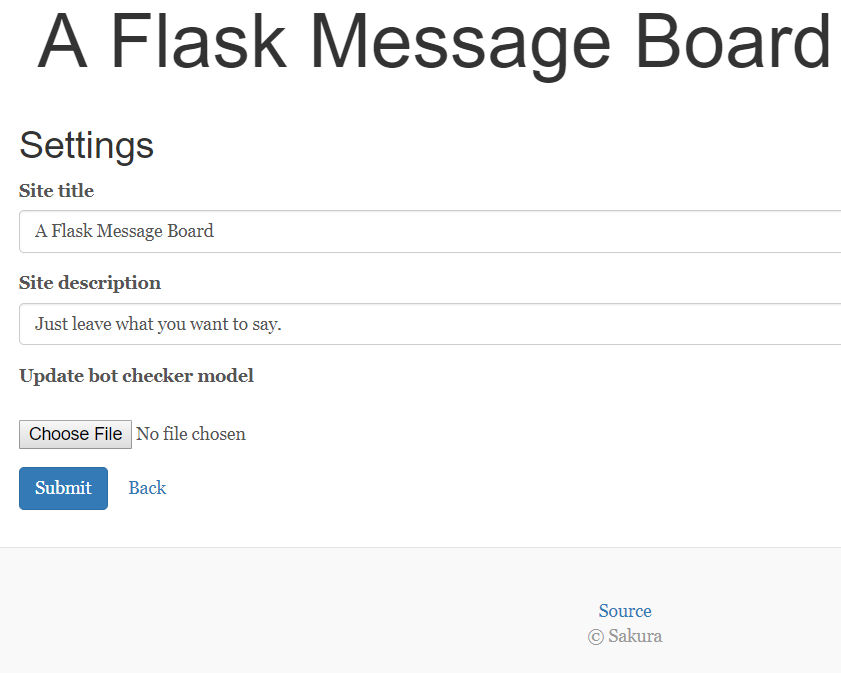 A Flask Message Board
Settings
Site title
A Flask Message Board
Site description
Just leave what you want to say.
Update bot checker model
Choose File No file chosen
Submit Back
Source
© Sakura